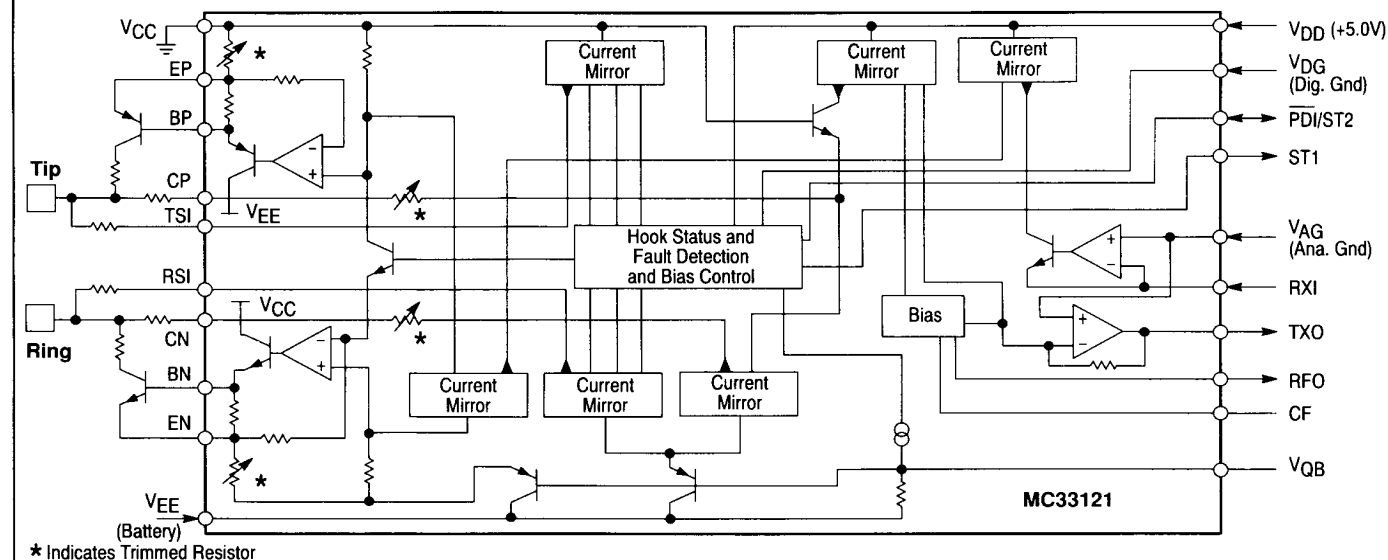 VCC
*
EP
BP
Tip
CP
TSI
VEE
*
RSI
CN
Ring
VCC
*
BN
EN
*
VEE
(Battery)
-
+
-
+
Current
Mirror
Current
Mirror
Current
Mirror
Hook Status and
Fault Detection
and Bias Control
Bias
Current
Mirror
Current
Mirror
Current
Mirror
+
-
+
-
VDD (+5.0V)
VDG
(Dig. Gnd)
PDI/ST2
ST1
VAG
(Ana. Gnd)
RXI
TXO
RFO
CF
VQB
MC33121
* Indicates Trimmed Resistor